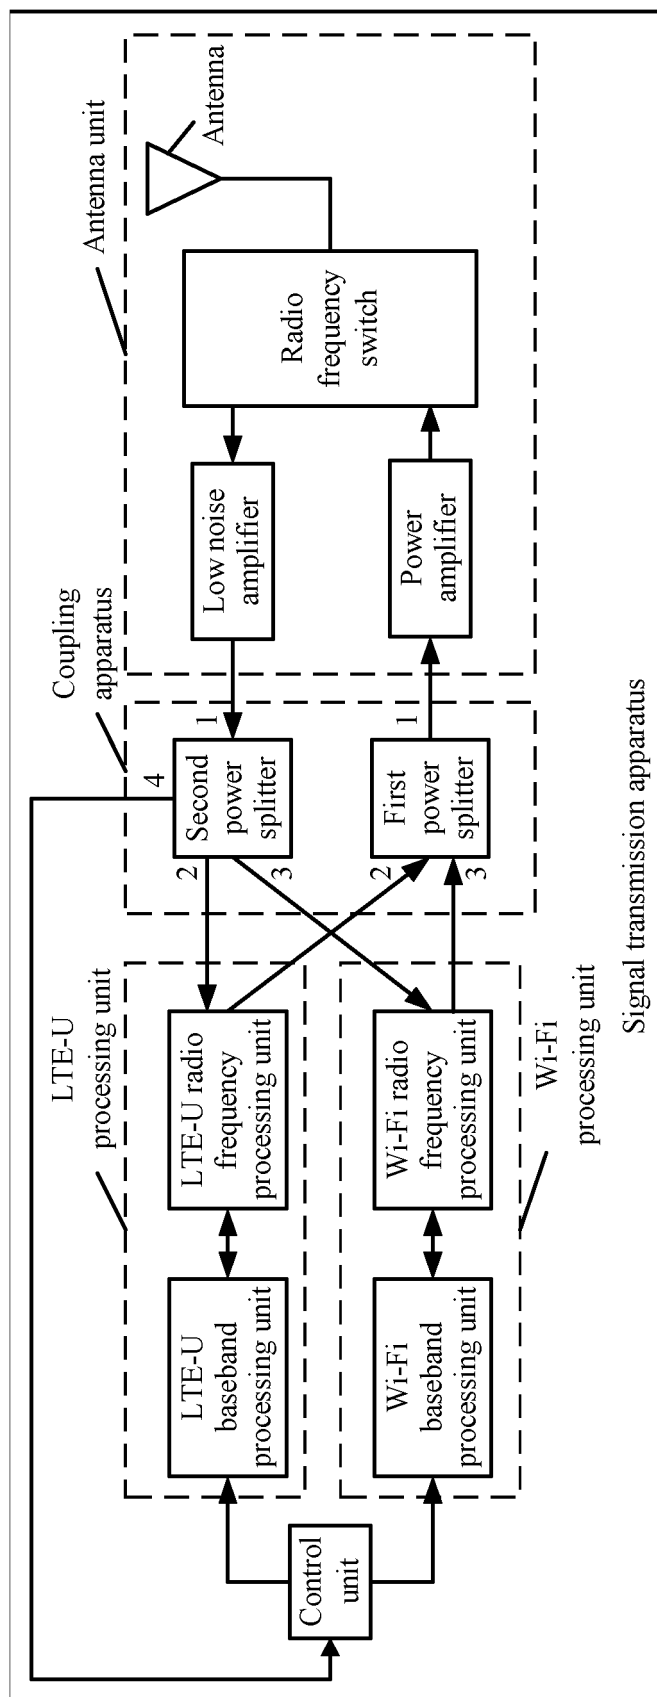 LTE-U
processing unit
Coupling
apparatus
Antenna unit
Antenna
4
1
2
3
1
2
3
Control
unit
LTE-U
baseband
processing unit
LTE-U radio
frequency
processing unit
Second
power
splitter
Low noise
amplifier
Radio
frequency
switch
Wi-Fi
baseband
processing unit
Wi-Fi radio
frequency
processing unit
First
power
splitter
Power
amplifier
Wi-Fi
processing unit
Signal transmission apparatus